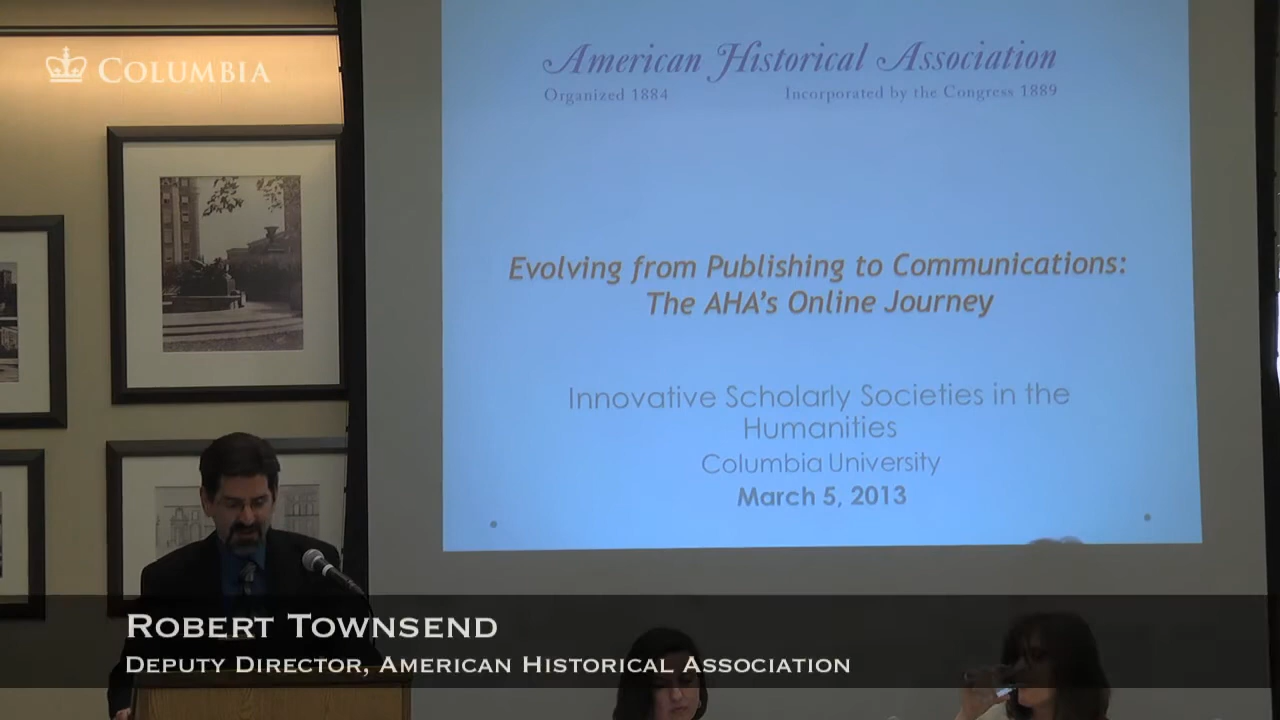 COLUMBIA
American Historical Association
Organized 1884 Incorporated by the Congress 1889
Evolving from Publishing to Communications:
The AHA's Online Journey
Innovative Scholarly Societies in the
Humanities
Columbia University
March 5, 2013
ROBERT TOWNSEND
DEPUTY DIRECTOR, AMERICAN HISTORICAL ASSOCIATION